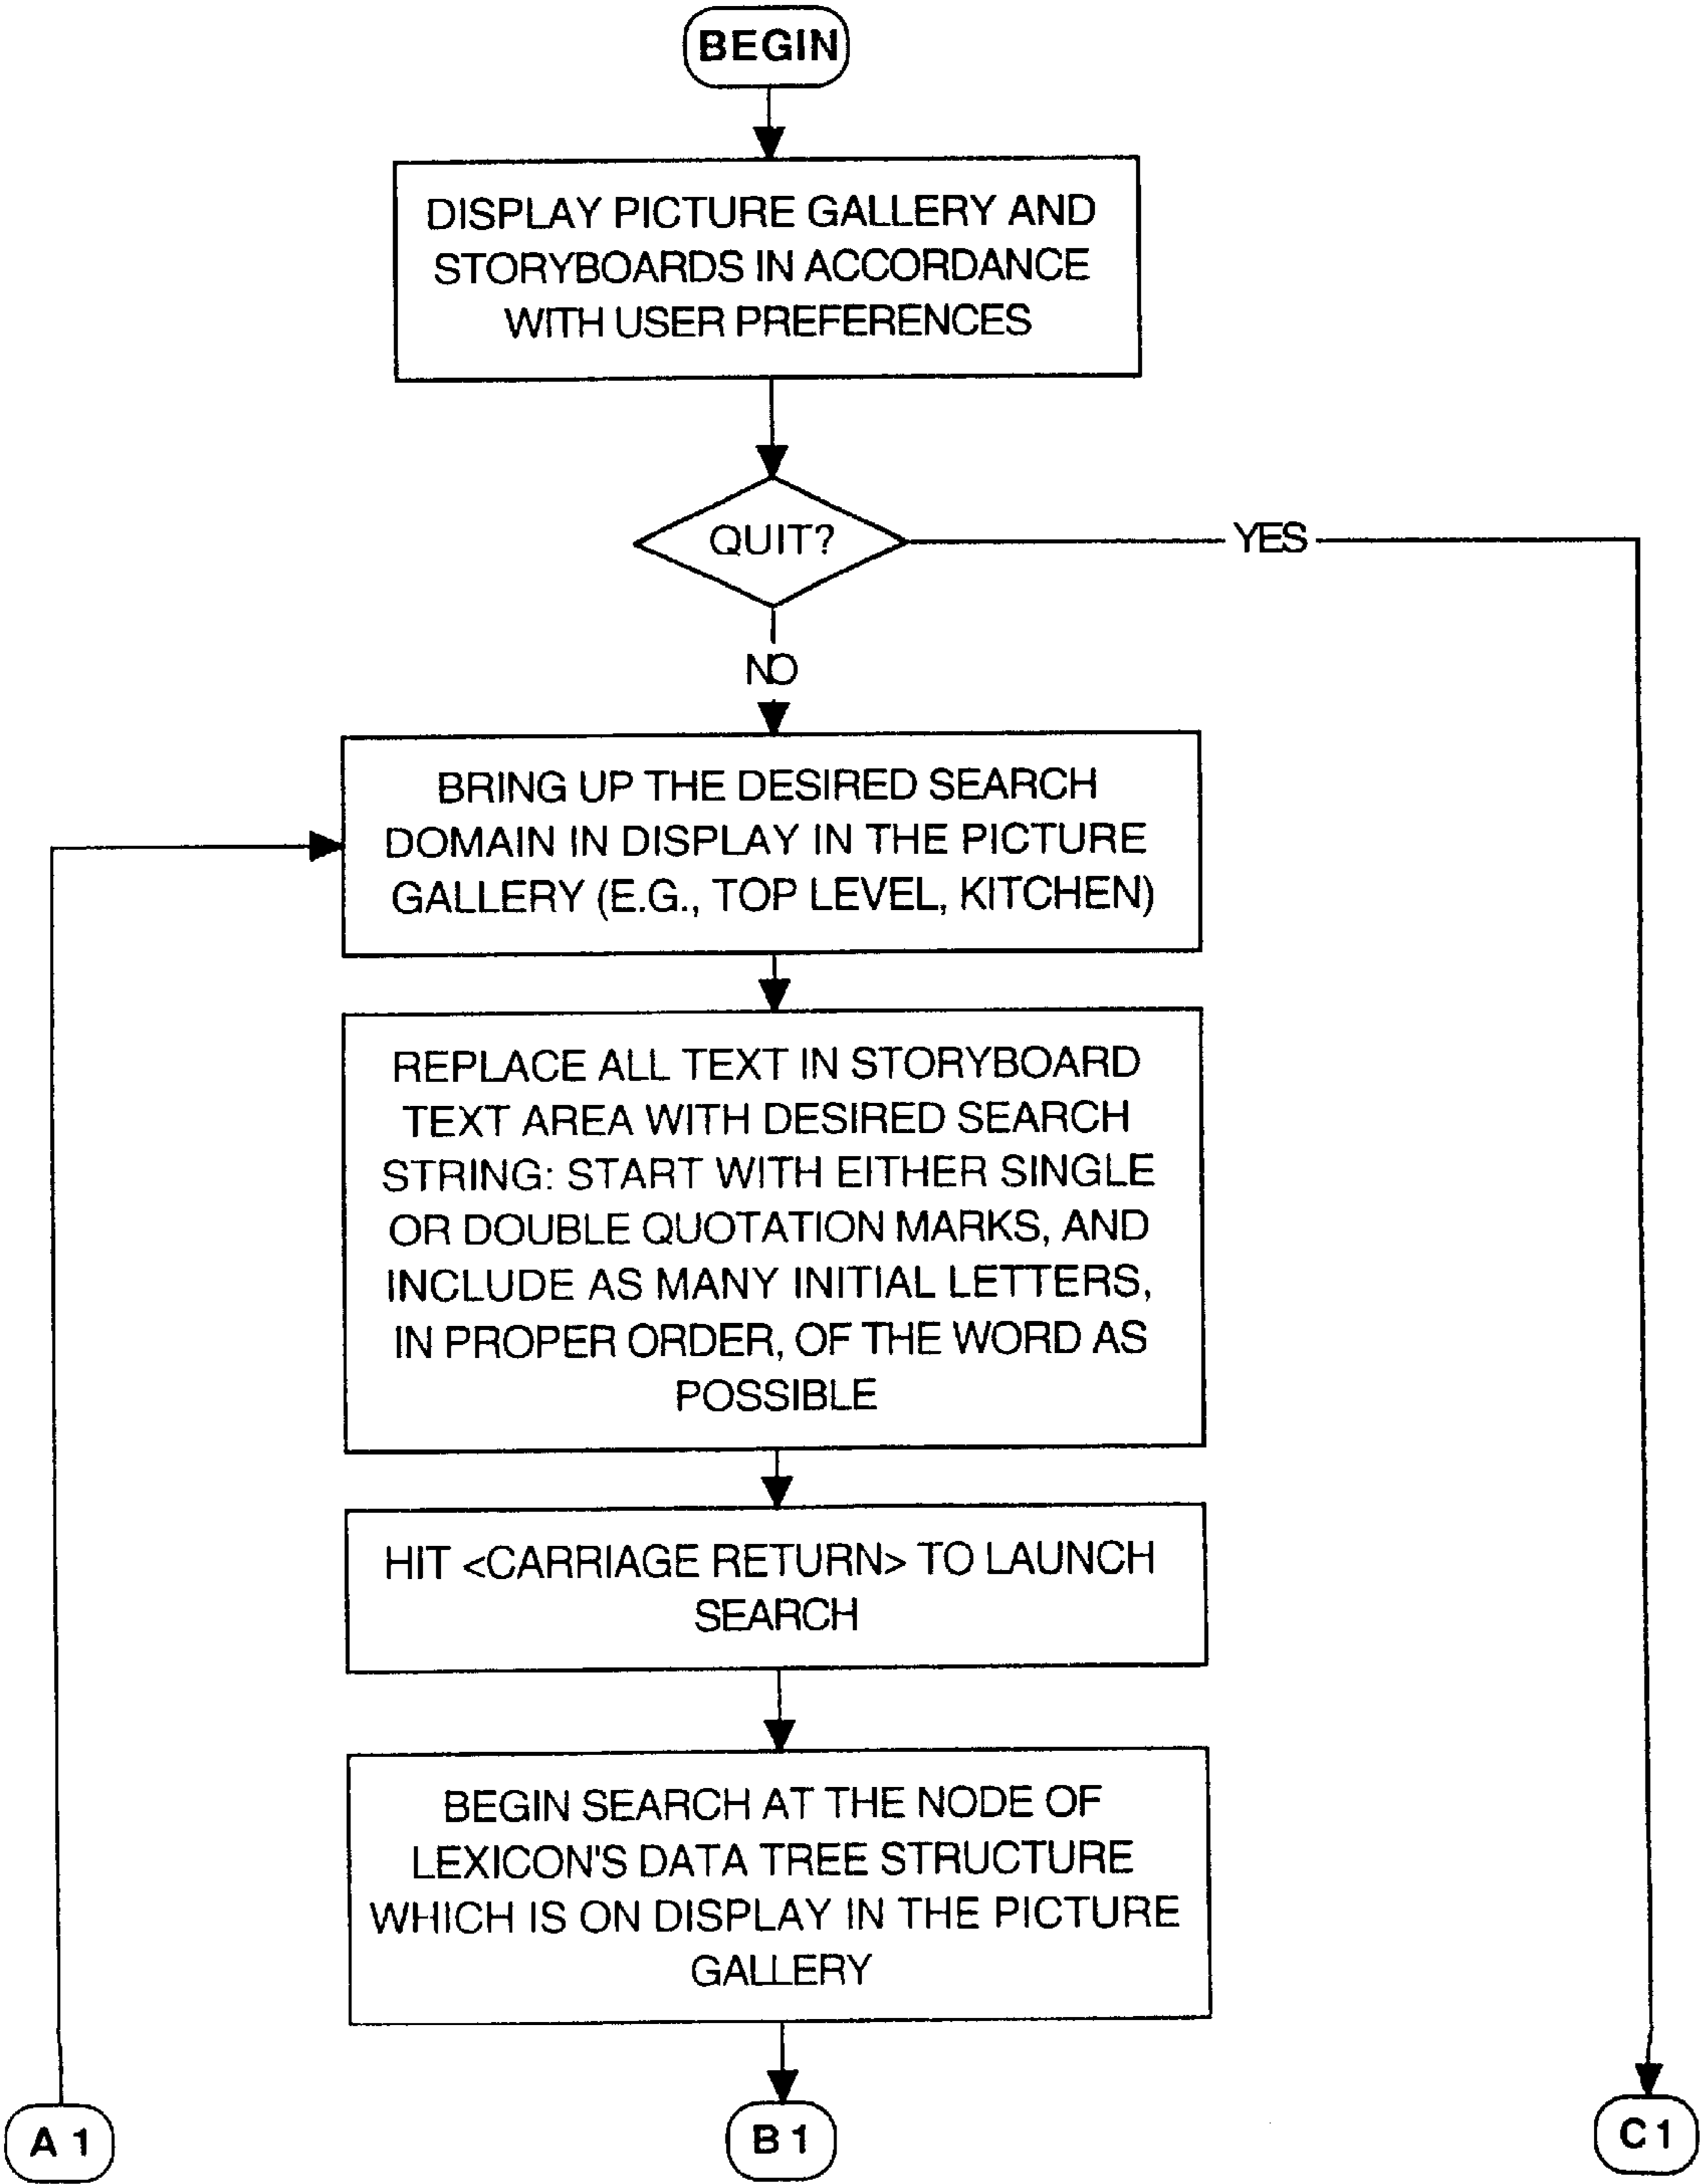 BEGIN
DISPLAY PICTURE GALLERY AND
STORYBOARDS IN ACCORDANCE
WITH USER PREFERENCES
QUIT?
YES
NO
BRING UP THE DESIRED SEARCH
DOMAIN IN DISPLAY IN THE PICTURE
GALLERY (E.G., TOP LEVEL, KITCHEN)
REPLACE ALL TEXT IN STORYBOARD
TEXT AREA WITH DESIRED SEARCH
STRING: START WITH EITHER SINGLE
OR DOUBLE QUOTATION MARKS, AND
INCLUDE AS MANY INITIAL LETTERS,
IN PROPER ORDER, OF THE WORD AS
POSSIBLE
HIT <CARRIAGE RETURN> TO LAUNCH
SEARCH
BEGIN SEARCH AT THE NODE OF
LEXICON'S DATA TREE STRUCTURE
WHICH IS ON DISPLAY IN THE PICTURE
GALLERY
A 1
B 1
C 1